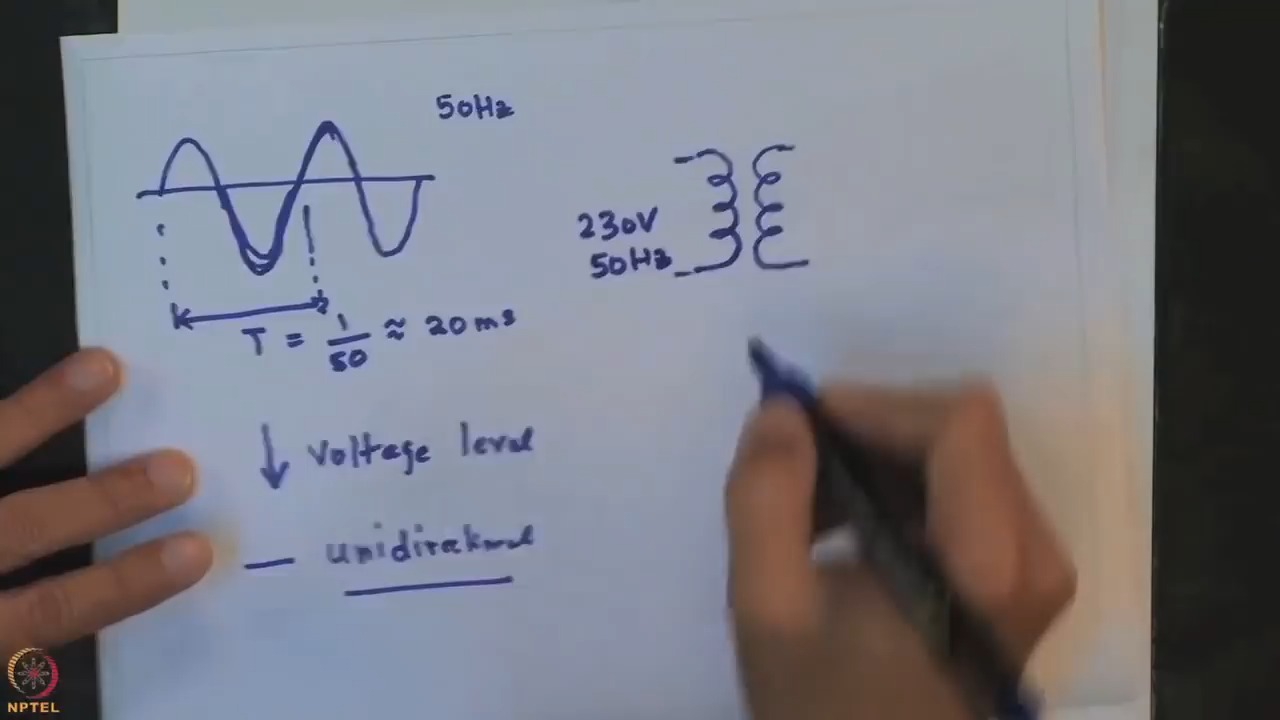 50Hz
230V
50Hz
T = 1/50 ≈ 20ms
↓ Voltage level
— unidirectional
NPTEL